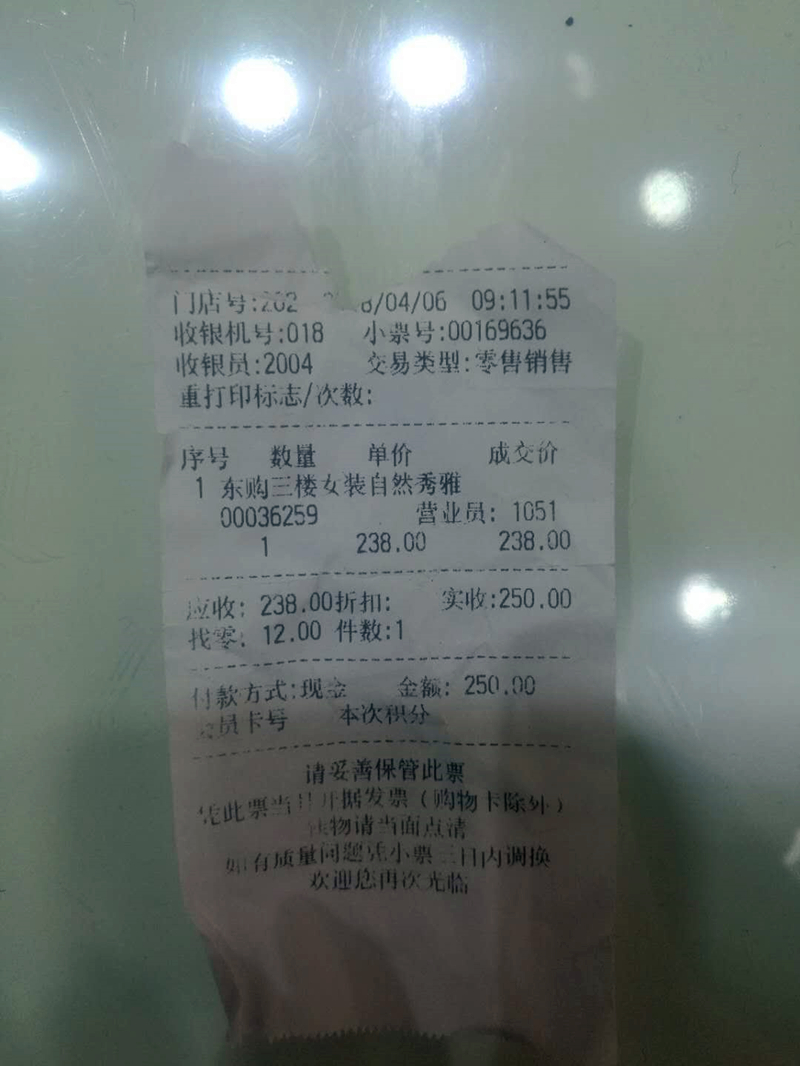 门店号:202 8/04/06 09:11:55
收银机号:018 小票号:00169636
收银员:2004 交易类型:零售销售
重打印标志/次数:
序号 数量 单价 成交价
1 东购三楼女装自然秀雅
00036259 营业员: 1051
1 238.00 238.00
应收: 238.00折扣: 实收:250.00
找零: 12.00 件数:1
付款方式:现金 金额: 250.00
员卡号 本次积分
请妥善保管此票
凭此票当日开据发票(购物卡除外)
钱物请当面点清
如有质量问题凭小票三日内调换
欢迎您再次光临